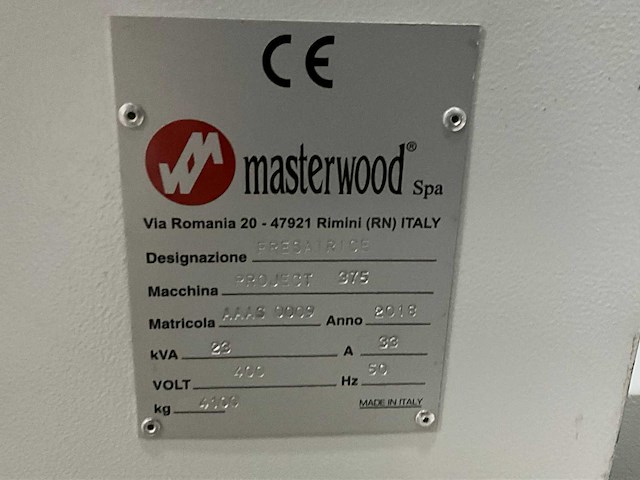 CE
masterwood® Spa
Via Romania 20 - 47921 Rimini (RN) ITALY
Designazione FRESATRICE
Macchina PROJECT 375
Matricola Anno 2018
kVA 23 A 33
VOLT 400 Hz 50
kg 4100
MADE IN ITALY